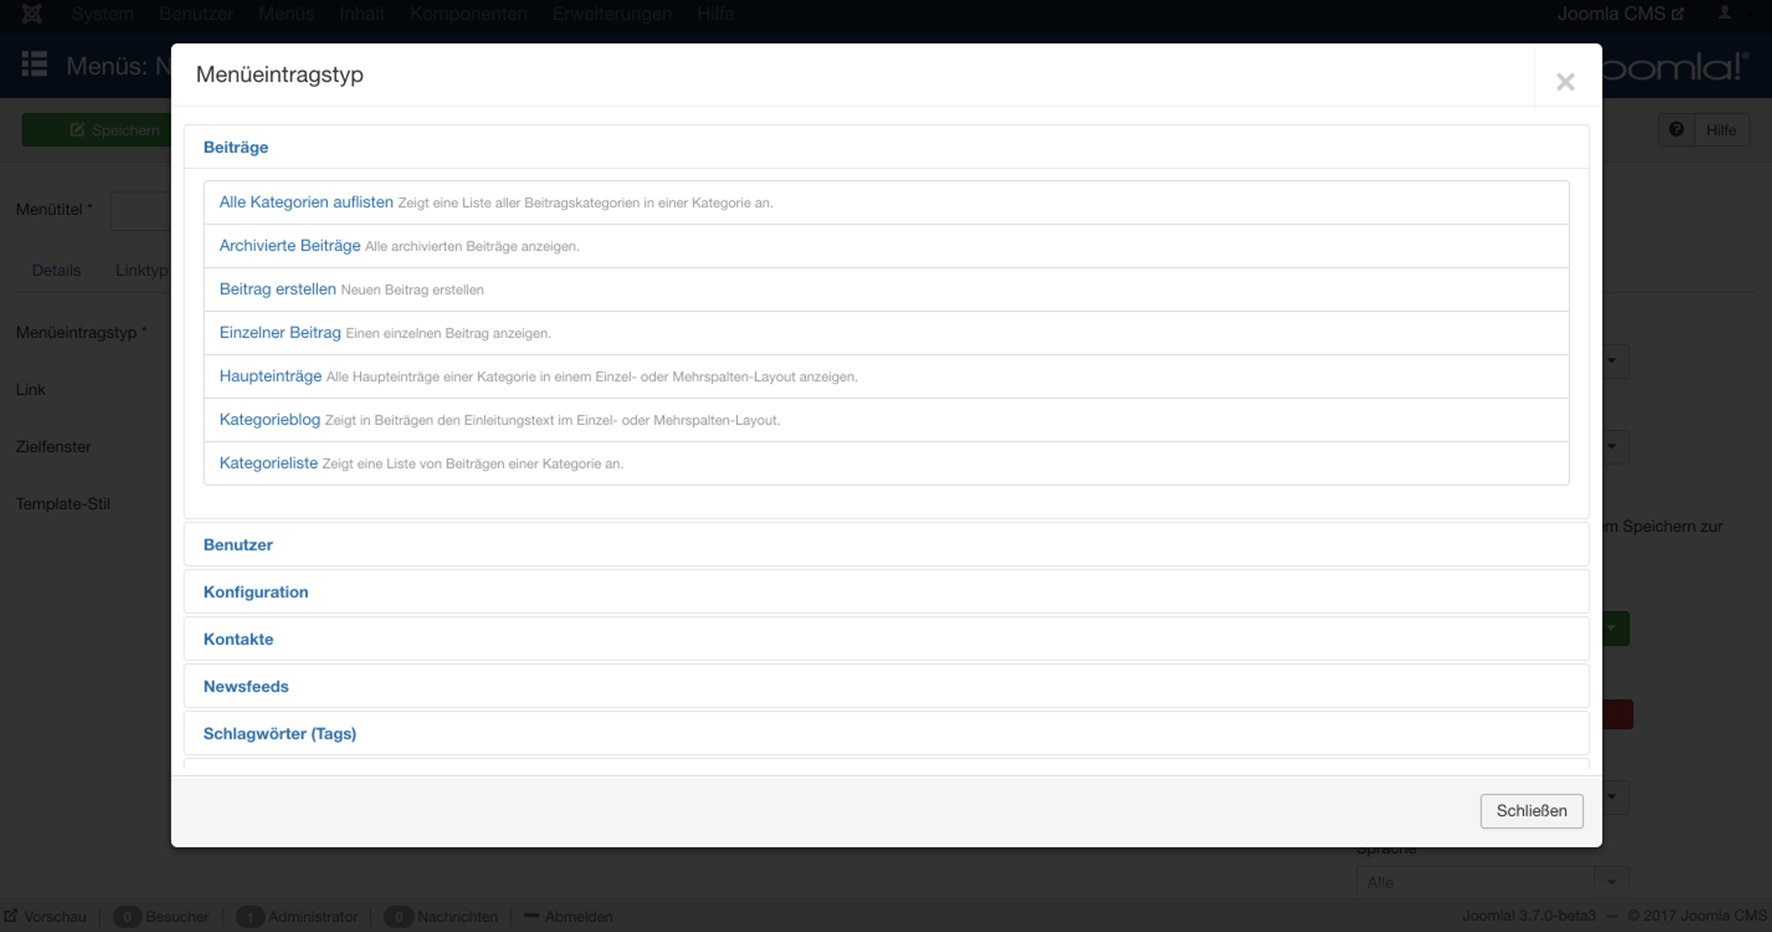 System Benutzer Menüs Inhalt Komponenten Erweiterungen Hilfe Joomla CMS
Menüs: N
oomla!®
Menüeintragstyp
Speichern
Hilfe
Beiträge
Alle Kategorien auflisten Zeigt eine Liste aller Beitragskategorien in einer Kategorie an.
Menütitel *
Archivierte Beiträge Alle archivierten Beiträge anzeigen.
Details Linktyp
Beitrag erstellen Neuen Beitrag erstellen
Menüeintragstyp *
Einzelner Beitrag Einen einzelnen Beitrag anzeigen.
Haupteinträge Alle Haupteinträge einer Kategorie in einem Einzel- oder Mehrspalten-Layout anzeigen.
Link
Kategorieblog Zeigt in Beiträgen den Einleitungstext im Einzel- oder Mehrspalten-Layout.
Zielfenster
Kategorieliste Zeigt eine Liste von Beiträgen einer Kategorie an.
Template-Stil
em Speichern zur
Benutzer
Konfiguration
Kontakte
Newsfeeds
Schlagwörter (Tags)
Schließen
Sprache
Alle
Vorschau | 0 Besucher | 1 Administrator | 0 Nachrichten | Abmelden
Joomla! 3.7.0-beta3 — © 2017 Joomla CMS